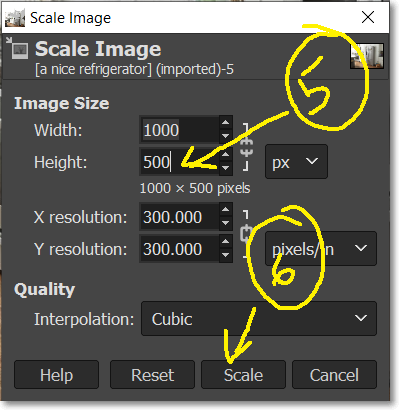 Scale Image
Scale Image
[a nice refrigerator] (imported)-5
5
Image Size
Width: 1000
Height: 500 px
1000 × 500 pixels
X resolution: 300.000
Y resolution: 300.000 pixels/in
6
Quality
Interpolation: Cubic
Help Reset Scale Cancel